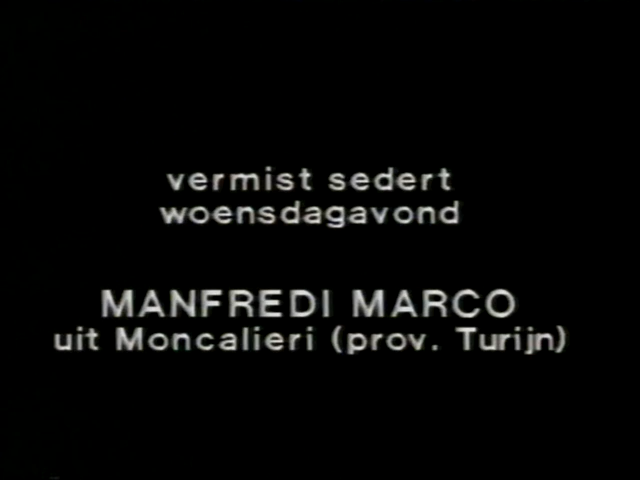 vermist sedert
woensdagavond
MANFREDI MARCO
uit Moncalieri (prov. Turijn)